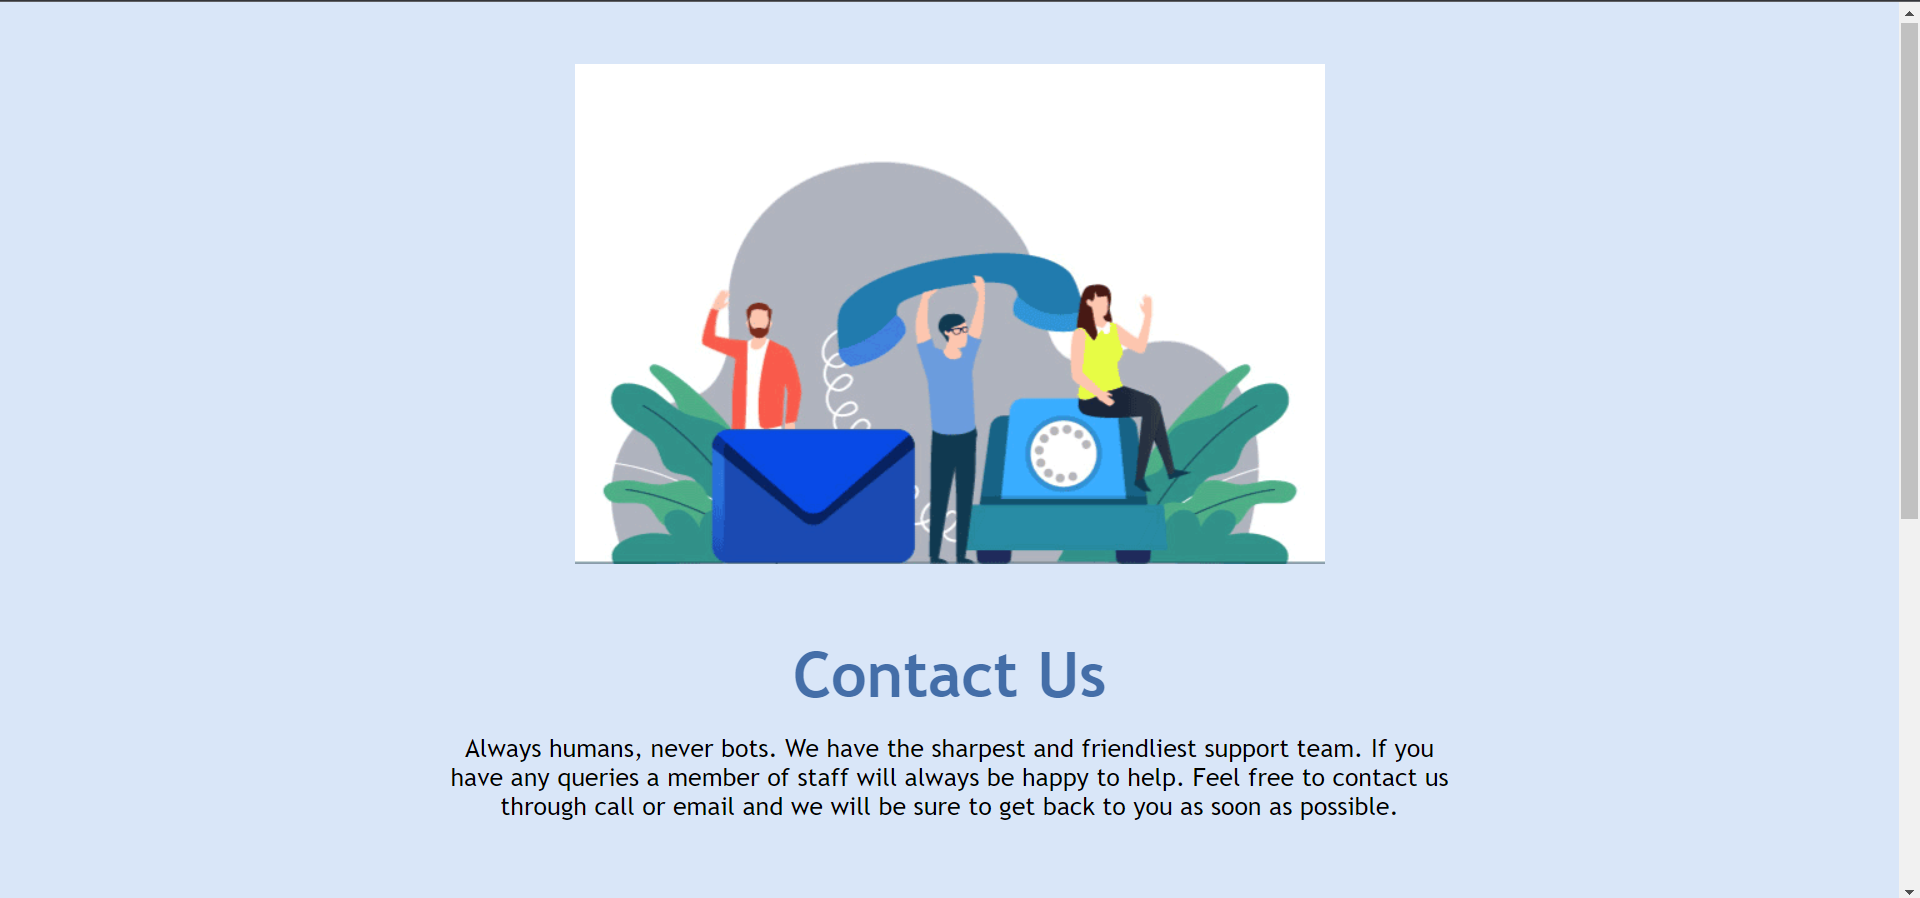 Contact Us
Always humans, never bots. We have the sharpest and friendliest support team. If you
have any queries a member of staff will always be happy to help. Feel free to contact us
through call or email and we will be sure to get back to you as soon as possible.